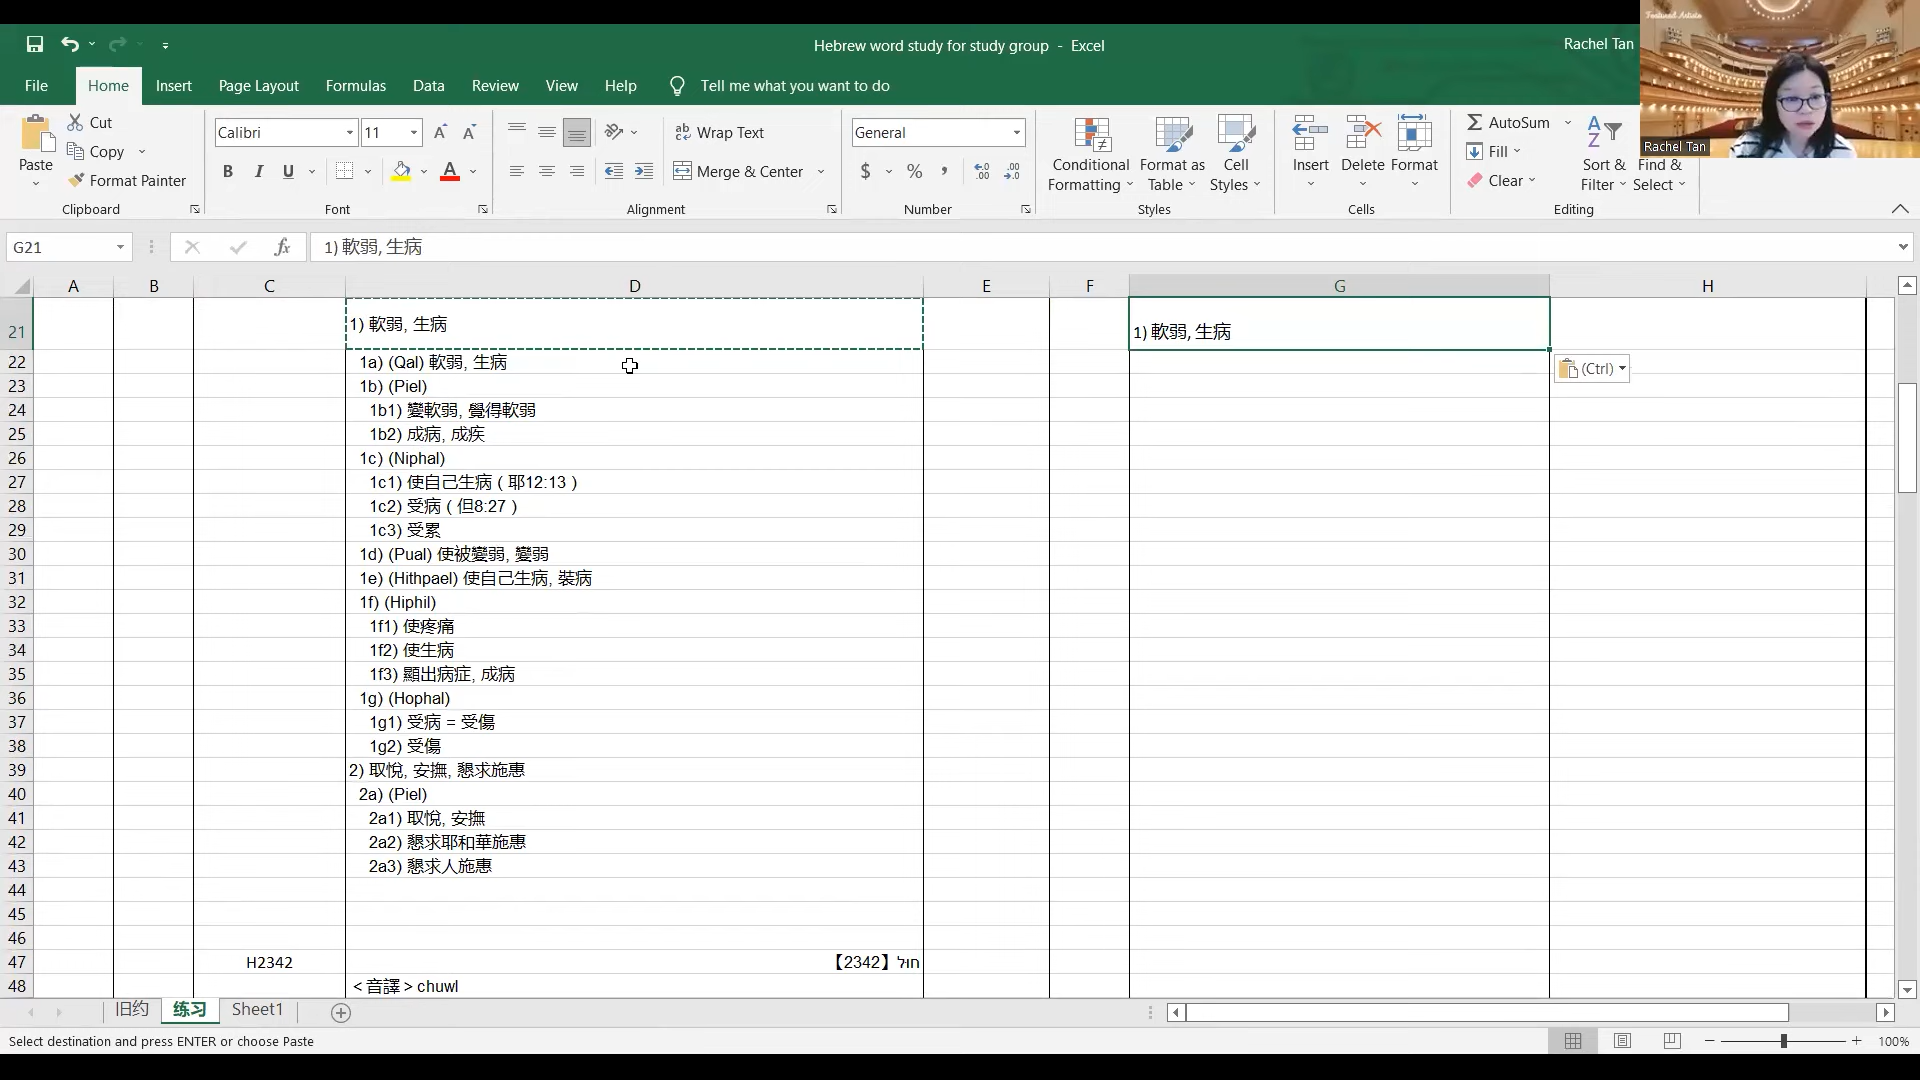 Hebrew word study for study group - Excel
Rachel Tan
File Home Insert Page Layout Formulas Data Review View Help Tell me what you want to do
Paste
Cut
Copy
Format Painter
Clipboard
Calibri 11
B I U
Font
Wrap Text
Merge & Center
Alignment
General
$ % ,
Number
Conditional Formatting
Format as Table
Cell Styles
Styles
Insert
Delete
Format
Cells
AutoSum
Fill
Clear
Sort & Filter
Find & Select
Editing
Rachel Tan
G21
fx
1) 軟弱, 生病
A B C D E F G H
21 1) 軟弱, 生病 1) 軟弱, 生病
22 1a) (Qal) 軟弱, 生病
(Ctrl)
23 1b) (Piel)
24 1b1) 變軟弱, 覺得軟弱
25 1b2) 成病, 成疾
26 1c) (Niphal)
27 1c1) 使自己生病 ( 耶12:13 )
28 1c2) 受病 ( 但8:27 )
29 1c3) 受累
30 1d) (Pual) 使被變弱, 變弱
31 1e) (Hithpael) 使自己生病, 裝病
32 1f) (Hiphil)
33 1f1) 使疼痛
34 1f2) 使生病
35 1f3) 顯出病症, 成病
36 1g) (Hophal)
37 1g1) 受病 = 受傷
38 1g2) 受傷
39 2) 取悅, 安撫, 懇求施惠
40 2a) (Piel)
41 2a1) 取悅, 安撫
42 2a2) 懇求耶和華施惠
43 2a3) 懇求人施惠
44
45
46
47 H2342 【2342】 חוּל
48 < 音譯 > chuwl
旧约 练习 Sheet1
Select destination and press ENTER or choose Paste
100%